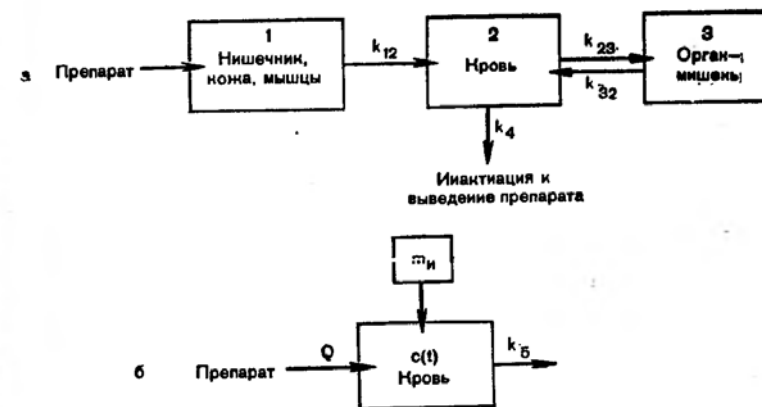 1
Нишечник,
кожа, мышцы
а Препарат
k12
2
Кровь
k23
k32
3
Орган-
мишень
k4
Инактиация к
выведение препарата
mи
б Препарат
Q
c(t)
Кровь
k5